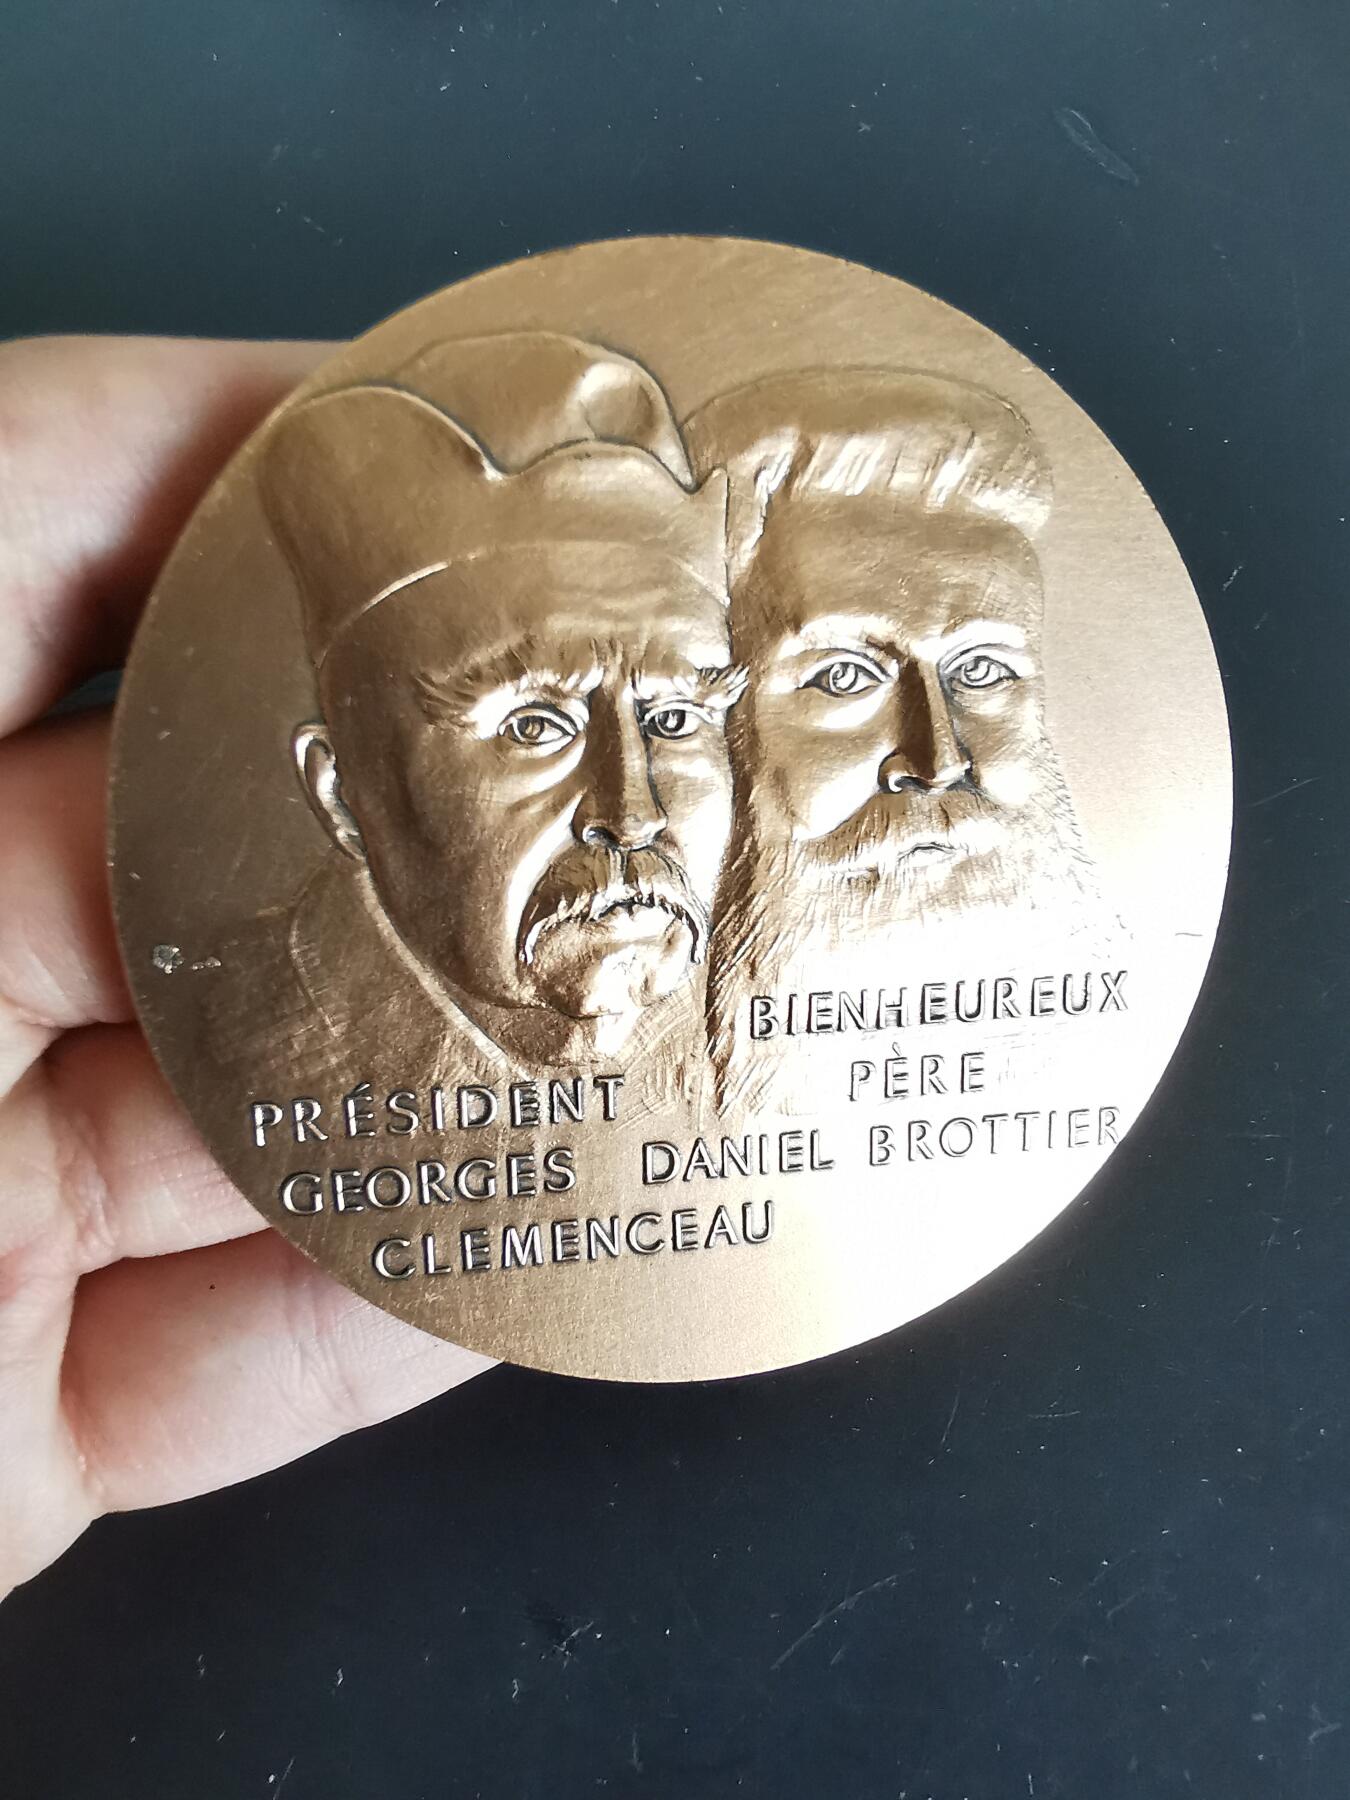 PRÉSIDENT
GEORGES
CLEMENCEAU
BIENHEUREUX
PÈRE
DANIEL BROTTIER